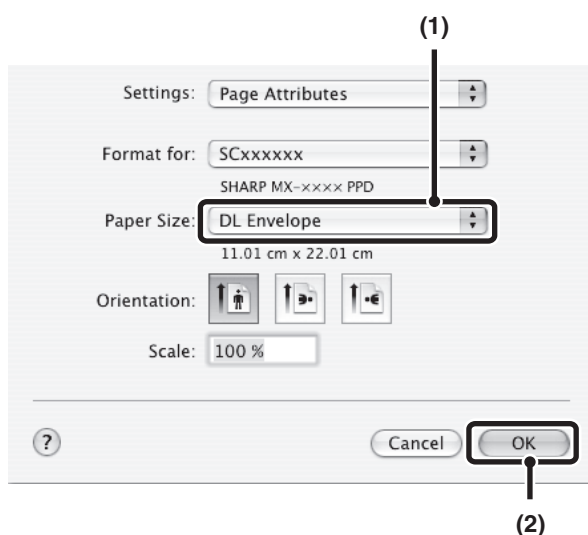 (1)
Settings: Page Attributes
Format for: SCxxxxxx
SHARP MX-×××× PPD
Paper Size: DL Envelope
11.01 cm x 22.01 cm
Orientation:
Scale: 100 %
? Cancel OK
(2)